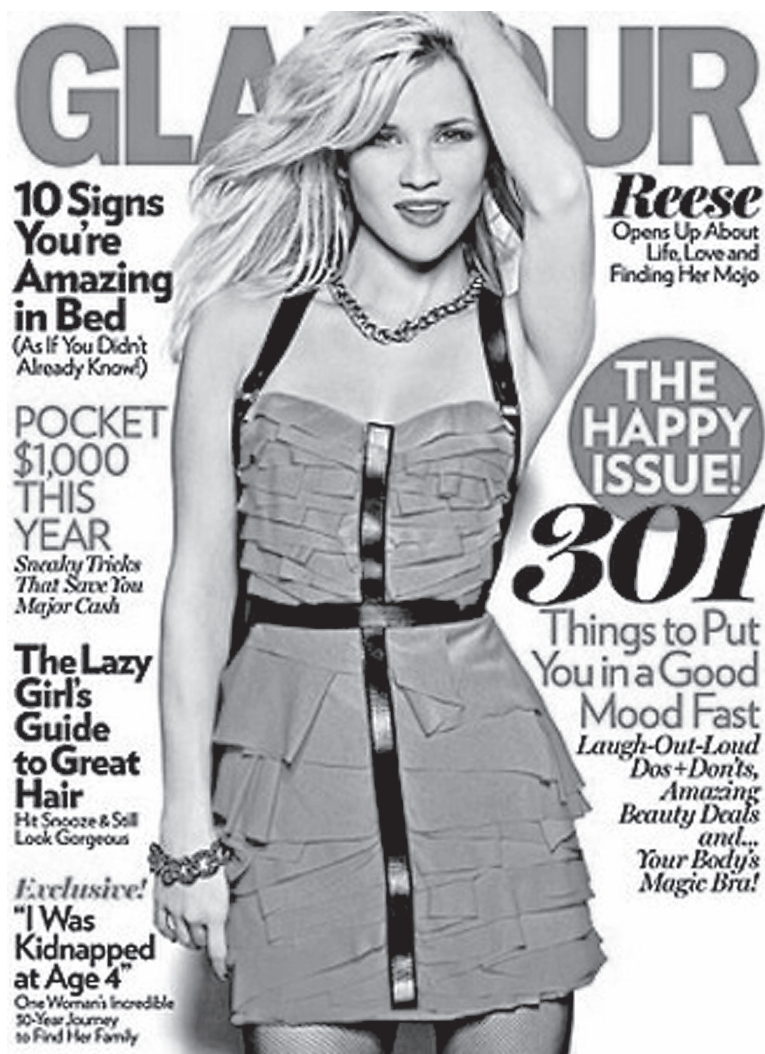 GLAMOUR
10 Signs
You're
Amazing
in Bed
(As If You Didn't
Already Know!)
POCKET
$1,000
THIS
YEAR
Sneaky Tricks
That Save You
Major Cash
The Lazy
Girl's
Guide
to Great
Hair
Hit Snooze & Still
Look Gorgeous
Exclusive!
"I Was
Kidnapped
at Age 4"
One Woman's Incredible
30-Year Journey
to Find Her Family
Reese
Opens Up About
Life, Love and
Finding Her Mojo
THE
HAPPY
ISSUE!
301
Things to Put
You in a Good
Mood Fast
Laugh-Out-Loud
Dos + Don'ts,
Amazing
Beauty Deals
and...
Your Body's
Magic Bra!